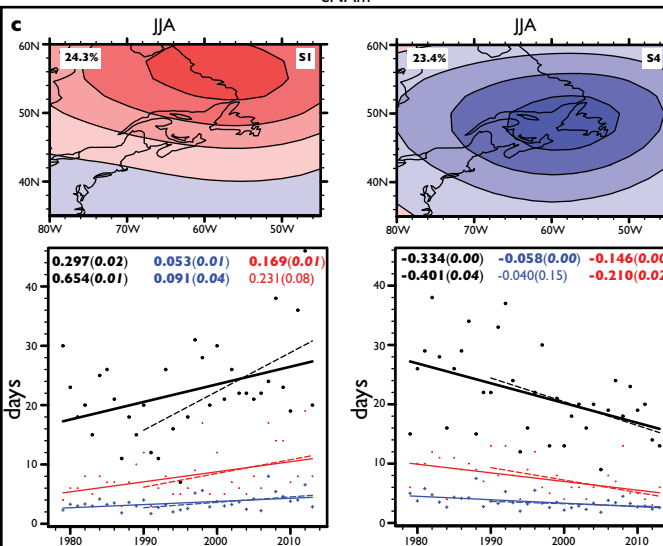 c
JJA
JJA
60N
24.3%
S1
60N
23.4%
S4
50N
50N
40N
40N
80W
70W
60W
50W
80W
70W
60W
50W
0.297(0.02)
0.053(0.01)
0.169(0.01)
0.654(0.01)
0.091(0.04)
0.231(0.08)
-0.334(0.00)
-0.058(0.00)
-0.146(0.00
-0.401(0.04)
-0.040(0.15)
-0.210(0.02
40
30
20
10
0
days
40
30
20
10
0
days
1980
1990
2000
2010
1980
1990
2000
2010